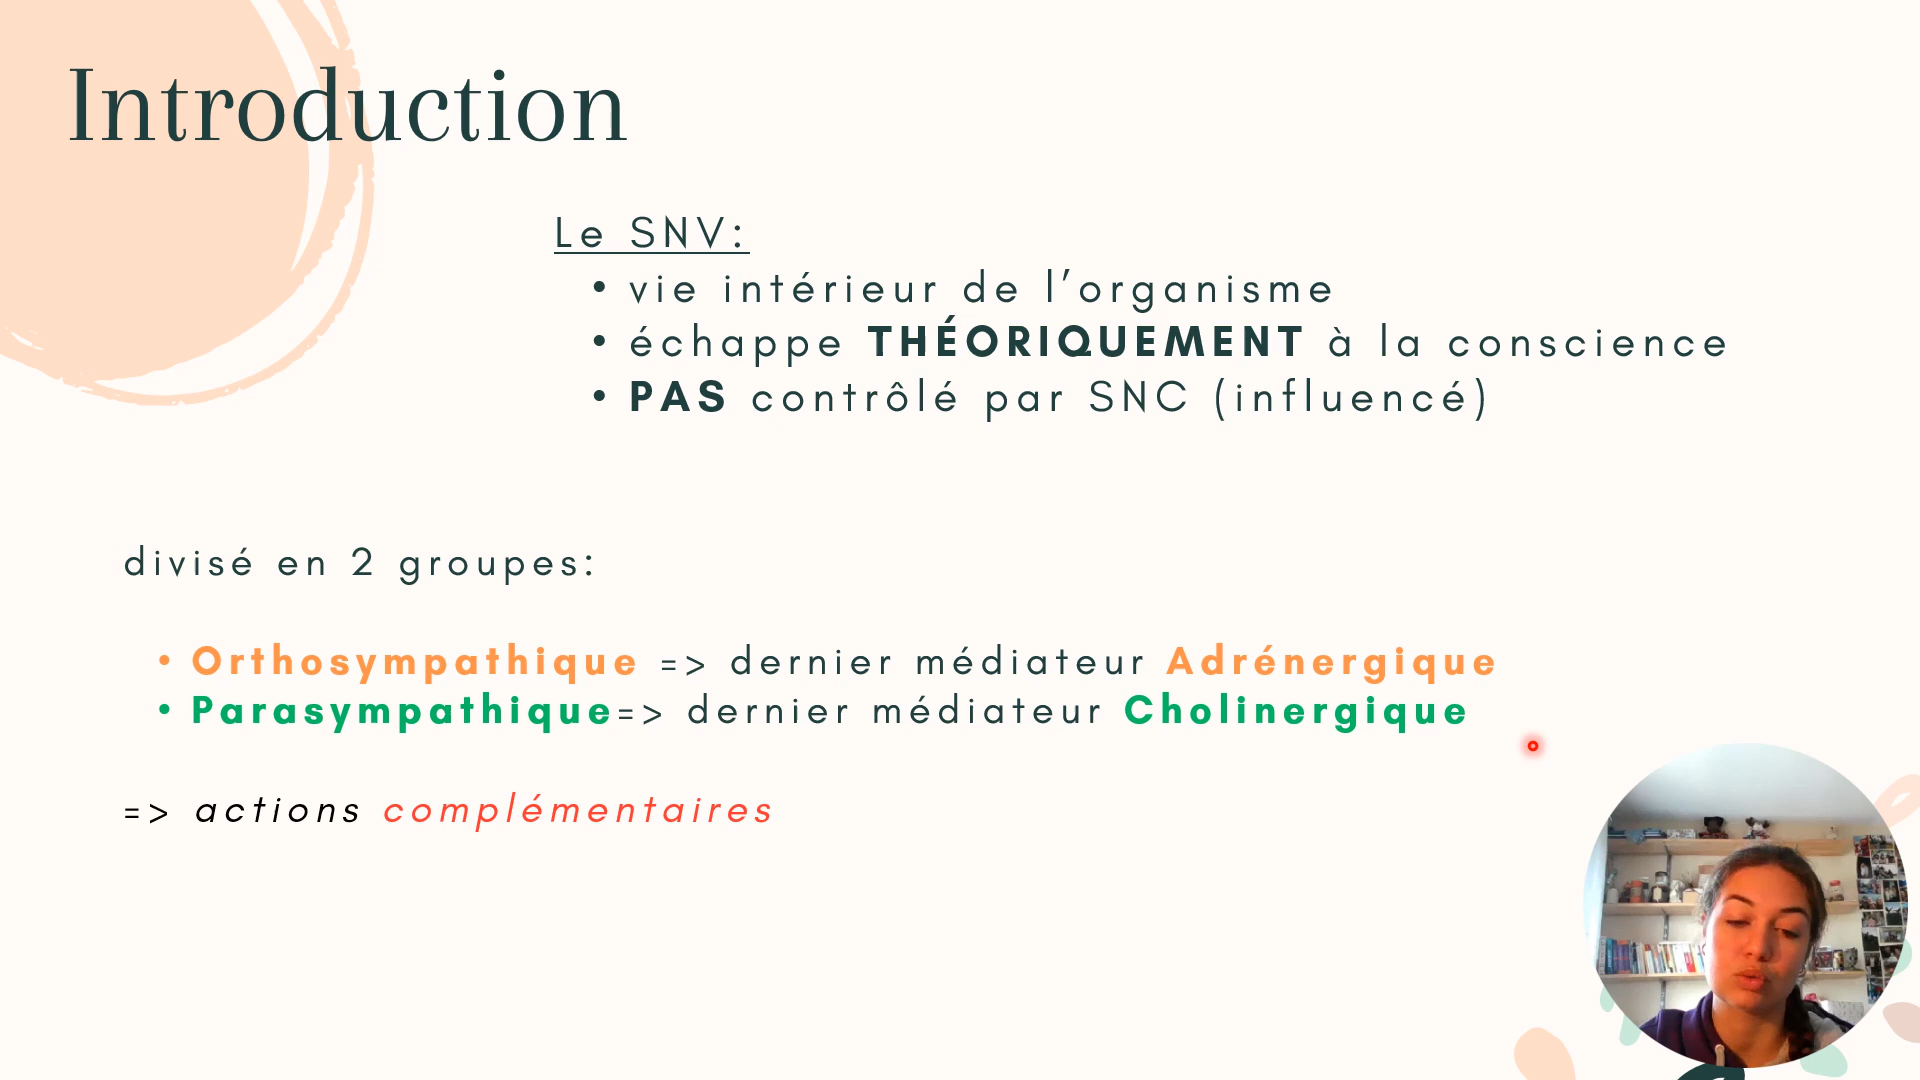 Introduction
Le SNV:
• vie intérieur de l’organisme
• échappe THÉORIQUEMENT à la conscience
• PAS contrôlé par SNC (influencé)
divisé en 2 groupes:
• Orthosympathique => dernier médiateur Adrénergique
• Parasympathique=> dernier médiateur Cholinergique
=> actions complémentaires